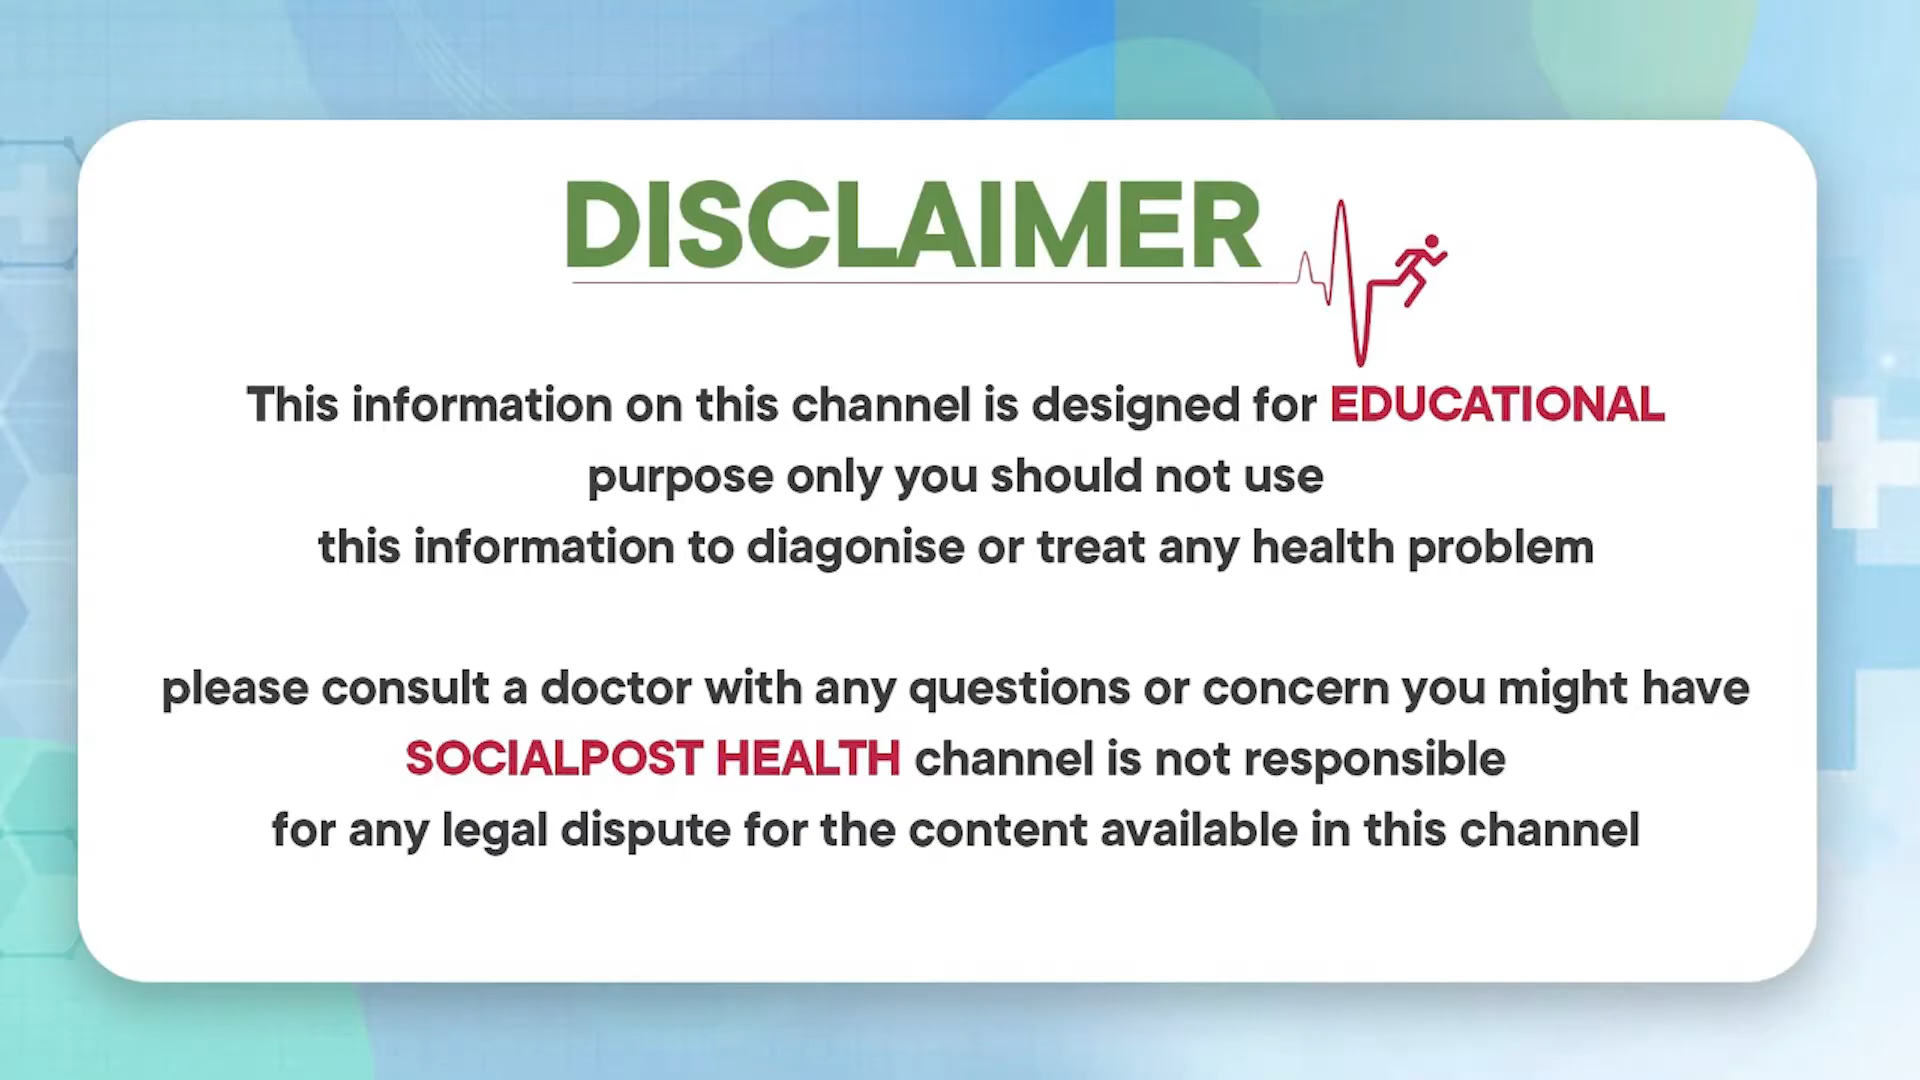 DISCLAIMER
This information on this channel is designed for EDUCATIONAL
purpose only you should not use
this information to diagonise or treat any health problem
please consult a doctor with any questions or concern you might have
SOCIALPOST HEALTH channel is not responsible
for any legal dispute for the content available in this channel